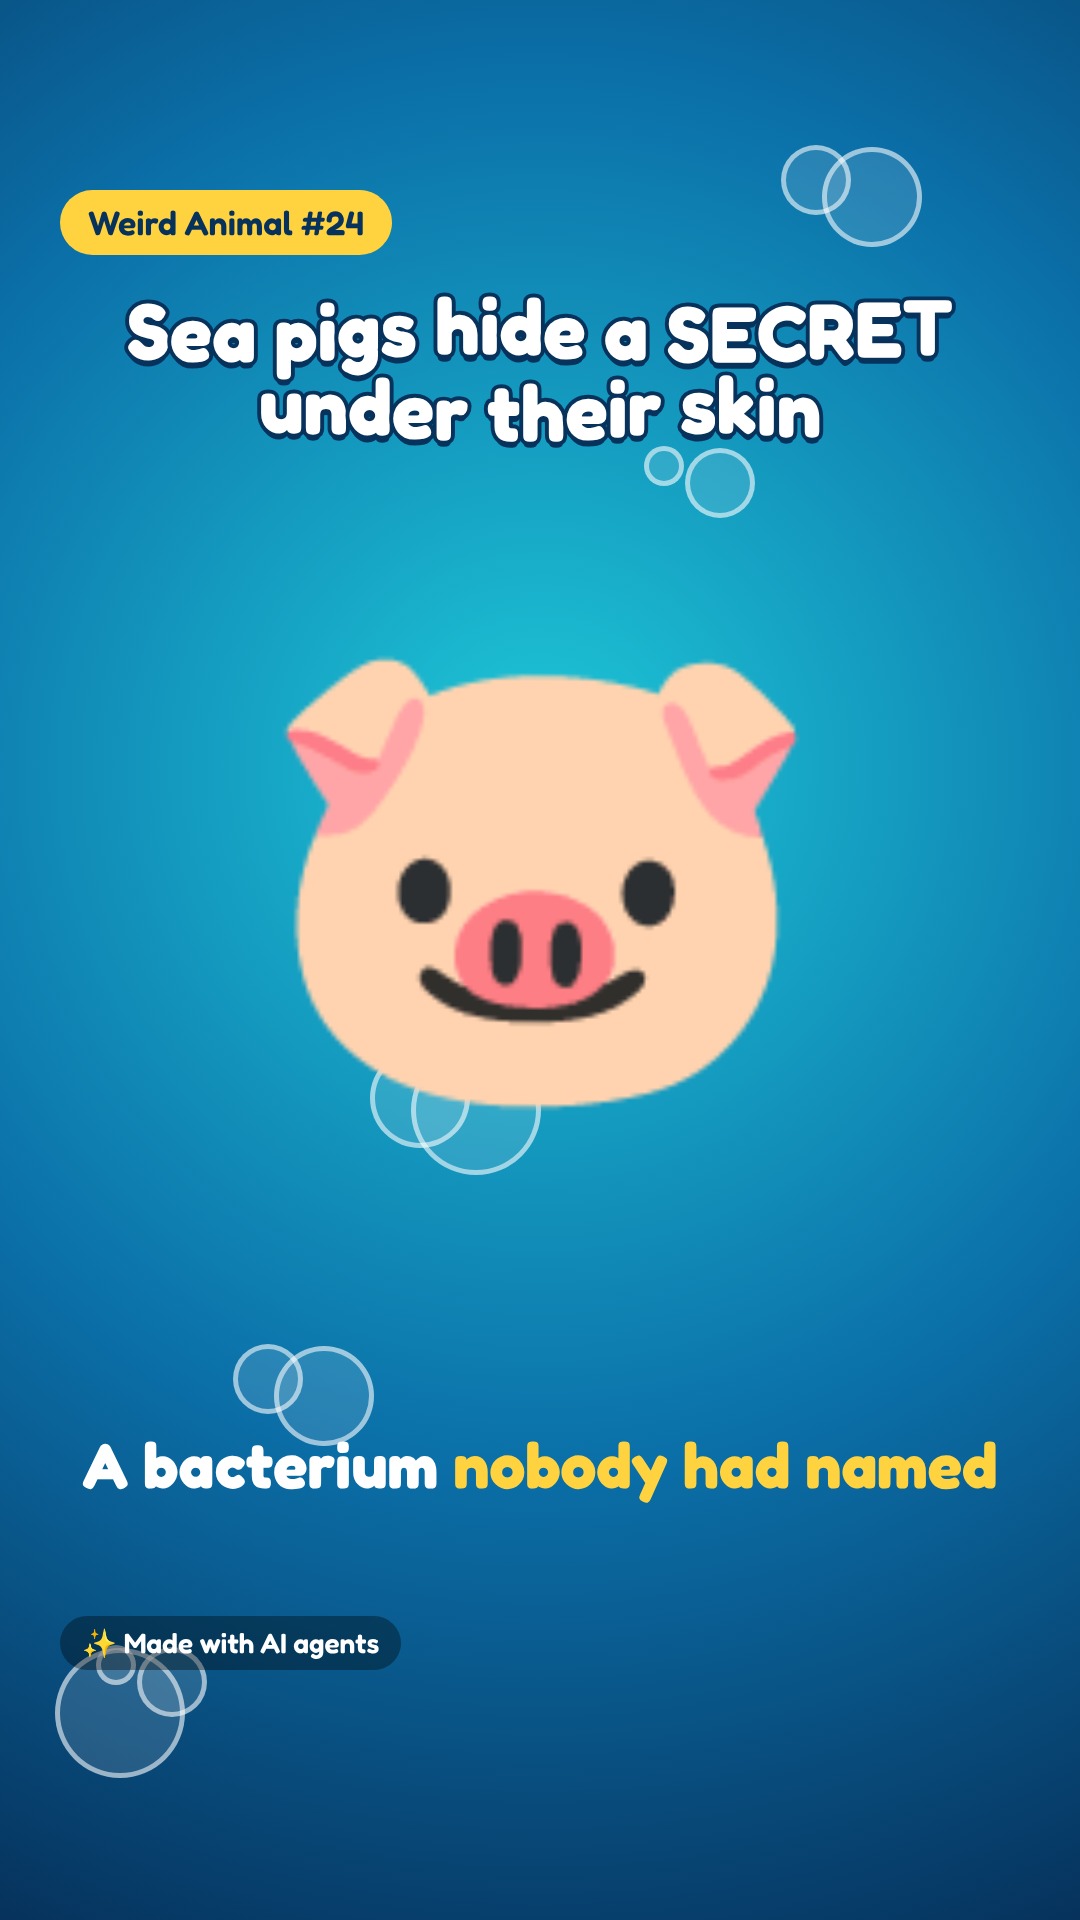 Weird Animal #24
Sea pigs hide a SECRET
under their skin
A bacterium nobody had named
✨ Made with AI agents